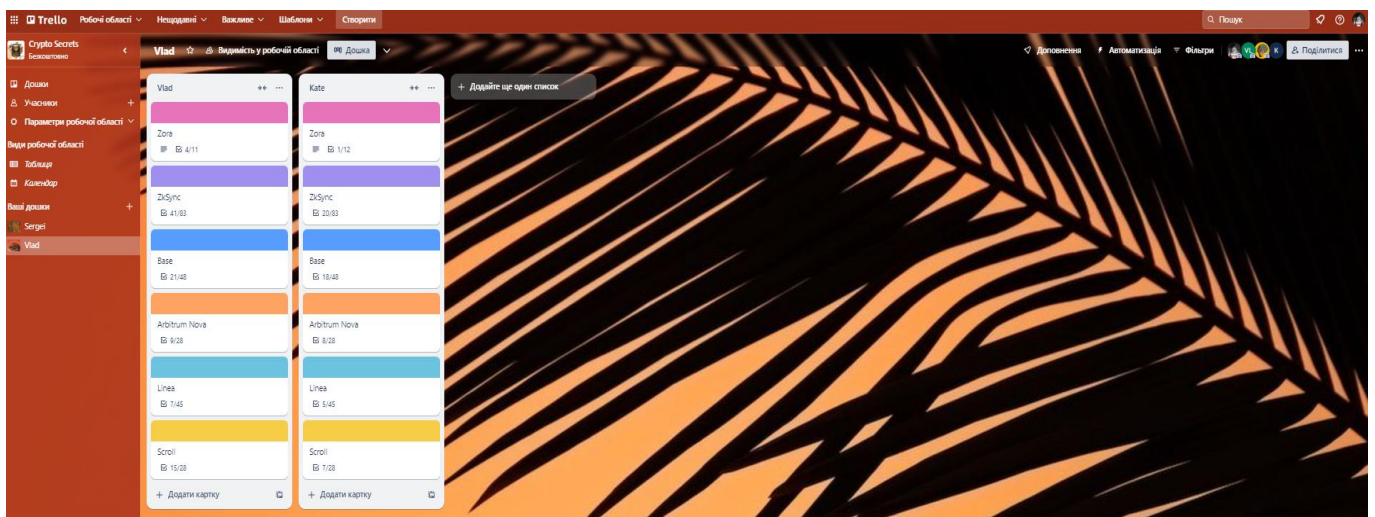 Trello Робочі області Нещодавні Важливе Шаблони Створити Пошук
Crypto Secrets
Безкоштовно
Дошки
Учасники +
Параметри робочої області
Види робочої області
Таблиця
Календар
Ваші дошки +
Sergei
Vlad
Vlad Видимість у робочій області Дошка Доповнення Автоматизація Фільтри VL K Поділитися ...
Vlad ...
Zora
4/11
ZkSync
41/83
Base
21/48
Arbitrum Nova
9/28
Linea
7/45
Scroll
15/28
+ Додати картку
Kate ...
Zora
1/12
ZkSync
20/83
Base
18/48
Arbitrum Nova
8/28
Linea
5/45
Scroll
7/28
+ Додати картку
+ Додайте ще один список